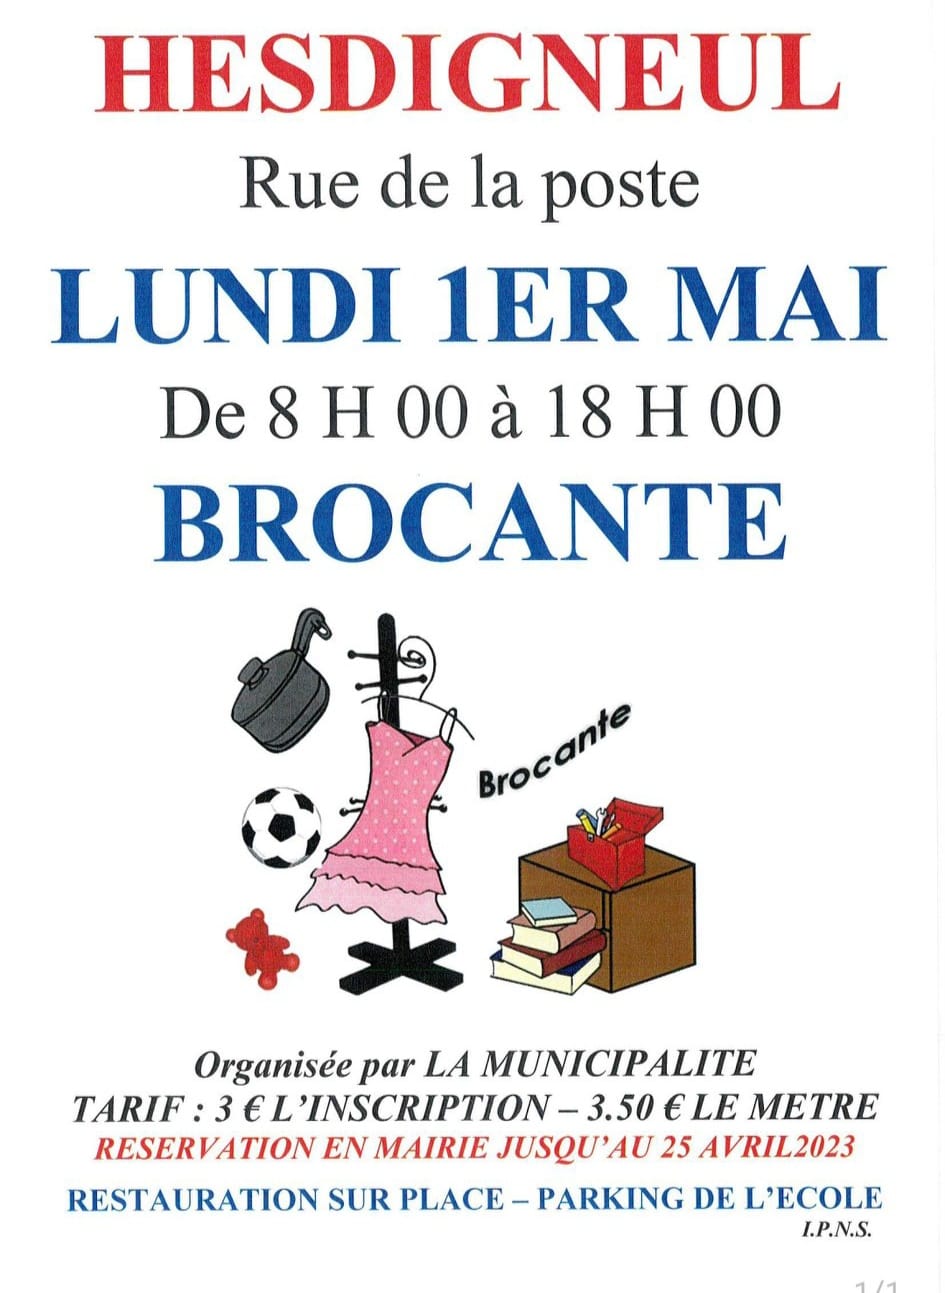 HESDIGNEUL
Rue de la poste
LUNDI 1ER MAI
De 8 H 00 à 18 H 00
BROCANTE
Brocante
Organisée par LA MUNICIPALITE
TARIF : 3 € L’INSCRIPTION – 3.50 € LE METRE
RESERVATION EN MAIRIE JUSQU’AU 25 AVRIL2023
RESTAURATION SUR PLACE – PARKING DE L’ECOLE
I.P.N.S.
1/1